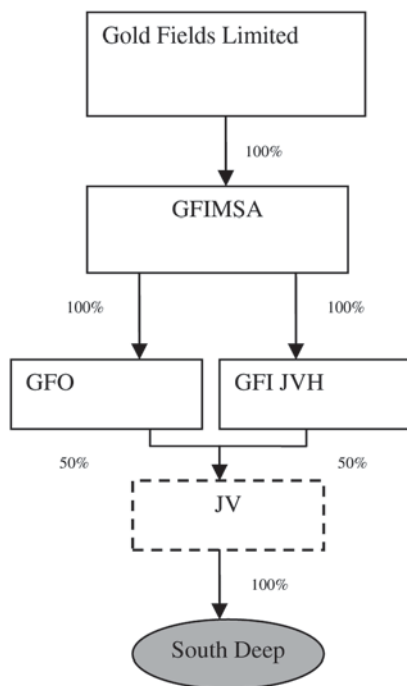 Gold Fields Limited
100%
GFIMSA
100%
100%
GFO
GFI JVH
50%
50%
JV
100%
South Deep